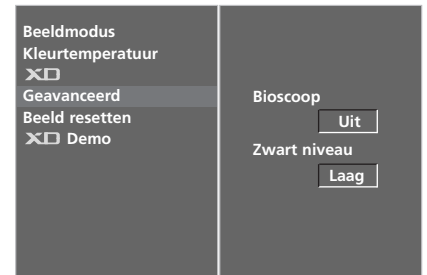 Beeldmodus
Kleurtemperatuur
XD
Geavanceerd
Beeld resetten
XD Demo
Bioscoop
Uit
Zwart niveau
Laag